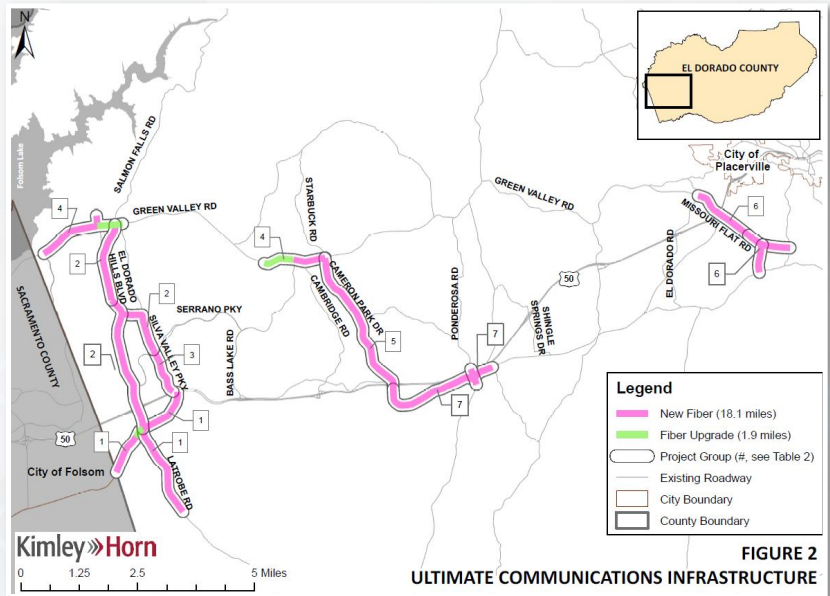 N
EL DORADO COUNTY
City of
Placerville
Folsom Lake
SALMON FALLS RD
GREEN VALLEY RD
STARBUCK RD
GREEN VALLEY RD
MISSOURI FLAT RD
6
6
4
4
2
EL DORADO
HILLS BLVD
2
SERRANO PKY
SILVA VALLEY PKY
3
2
BASS LAKE RD
CAMERON PARK DR
CAMBRIDGE RD
5
PONDEROSA RD
50
SHINGLE
SPRINGS DR
EL DORADO RD
7
7
SACRAMENTO COUNTY
50
1
1
1
City of Folsom
LATROBE RD
Legend
New Fiber (18.1 miles)
Fiber Upgrade (1.9 miles)
Project Group (#, see Table 2)
Existing Roadway
City Boundary
County Boundary
Kimley»Horn
0 1.25 2.5 5 Miles
FIGURE 2
ULTIMATE COMMUNICATIONS INFRASTRUCTURE